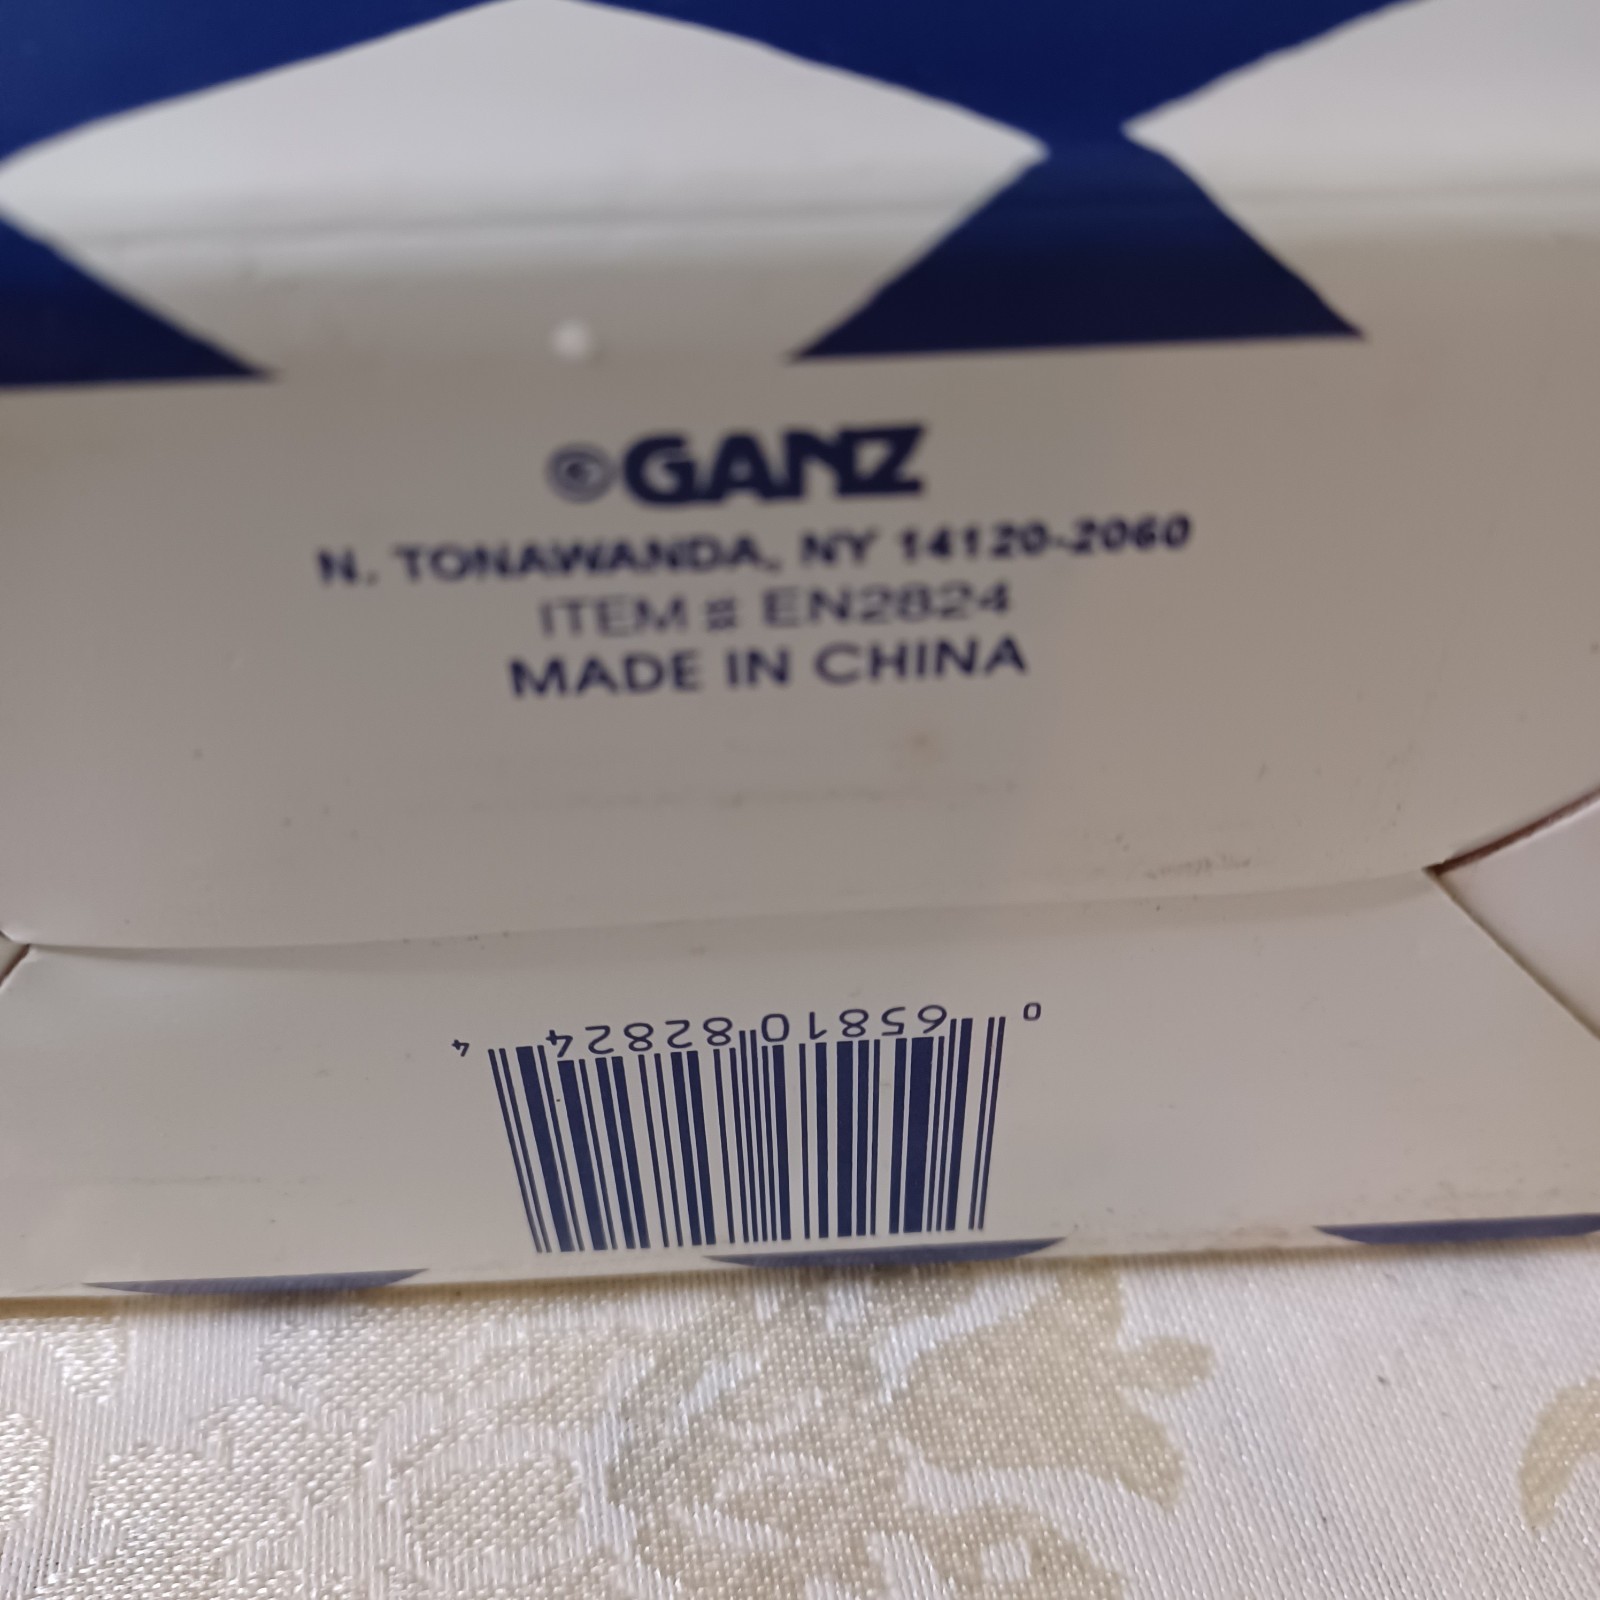 ©GANZ
N. TONAWANDA, NY 14120-2060
ITEM # EN2824
MADE IN CHINA
0 65810 82824 4